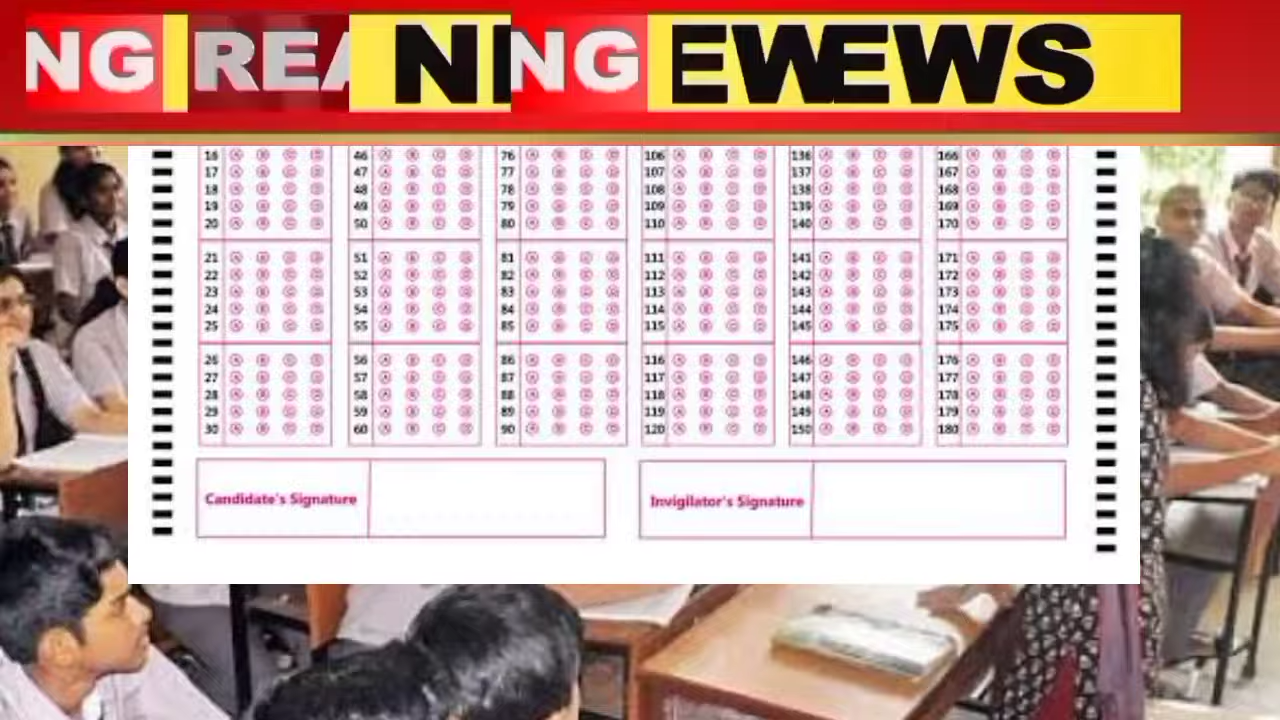 NG REA N NG EWEWS
16 A B C D 46 A B C D 76 A B C D 106 A B C D 136 A B C D 166 A B C D
17 A B C D 47 A B C D 77 A B C D 107 A B C D 137 A B C D 167 A B C D
18 A B C D 48 A B C D 78 A B C D 108 A B C D 138 A B C D 168 A B C D
19 A B C D 49 A B C D 79 A B C D 109 A B C D 139 A B C D 169 A B C D
20 A B C D 50 A B C D 80 A B C D 110 A B C D 140 A B C D 170 A B C D
21 A B C D 51 A B C D 81 A B C D 111 A B C D 141 A B C D 171 A B C D
22 A B C D 52 A B C D 82 A B C D 112 A B C D 142 A B C D 172 A B C D
23 A B C D 53 A B C D 83 A B C D 113 A B C D 143 A B C D 173 A B C D
24 A B C D 54 A B C D 84 A B C D 114 A B C D 144 A B C D 174 A B C D
25 A B C D 55 A B C D 85 A B C D 115 A B C D 145 A B C D 175 A B C D
26 A B C D 56 A B C D 86 A B C D 116 A B C D 146 A B C D 176 A B C D
27 A B C D 57 A B C D 87 A B C D 117 A B C D 147 A B C D 177 A B C D
28 A B C D 58 A B C D 88 A B C D 118 A B C D 148 A B C D 178 A B C D
29 A B C D 59 A B C D 89 A B C D 119 A B C D 149 A B C D 179 A B C D
30 A B C D 60 A B C D 90 A B C D 120 A B C D 150 A B C D 180 A B C D
Candidate's Signature Invigilator's Signature